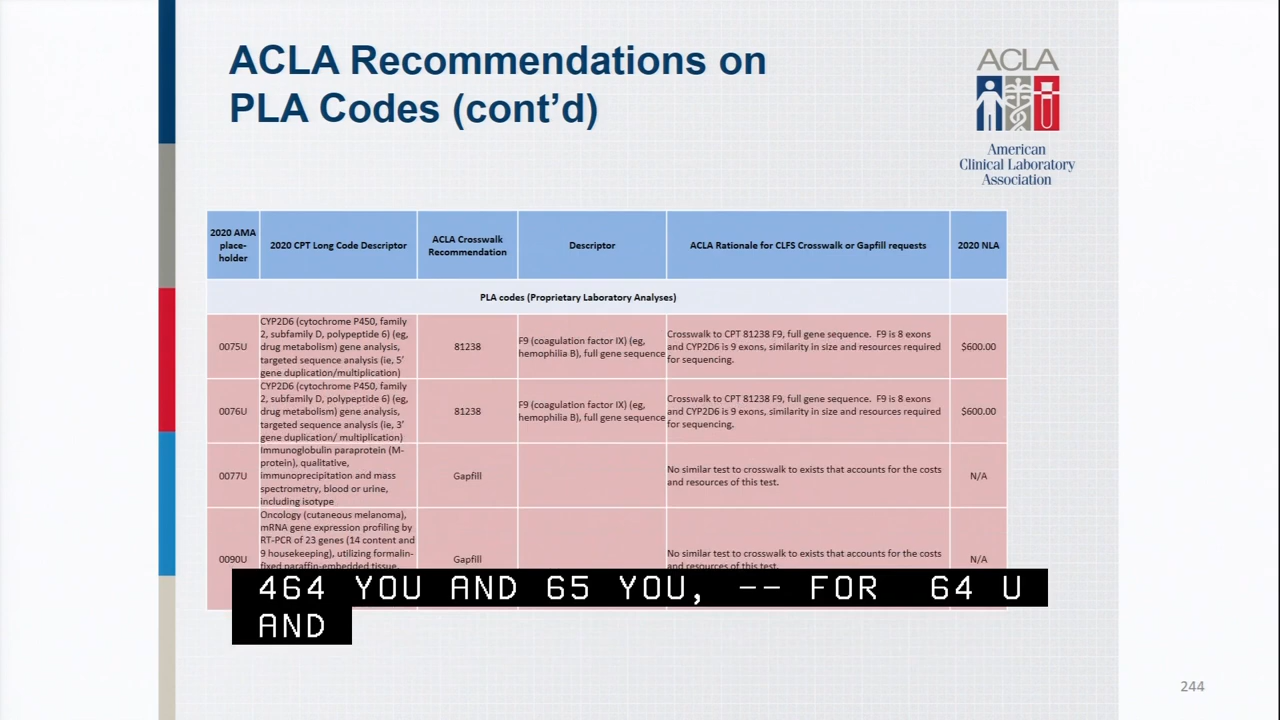 ACLA Recommendations on
PLA Codes (cont’d)
ACLA
American
Clinical Laboratory
Association
2020 AMA
place-
holder
2020 CPT Long Code Descriptor
ACLA Crosswalk
Recommendation
Descriptor
ACLA Rationale for CLFS Crosswalk or Gapfill requests
2020 NLA
PLA codes (Proprietary Laboratory Analyses)
0075U
CYP2D6 (cytochrome P450, family
2, subfamily D, polypeptide 6) (eg,
drug metabolism) gene analysis,
targeted sequence analysis (ie, 5’
gene duplication/multiplication)
81238
F9 (coagulation factor IX) (eg,
hemophilia B), full gene sequence
Crosswalk to CPT 81238 F9, full gene sequence. F9 is 8 exons
and CYP2D6 is 9 exons, similarity in size and resources required
for sequencing.
$600.00
0076U
CYP2D6 (cytochrome P450, family
2, subfamily D, polypeptide 6) (eg,
drug metabolism) gene analysis,
targeted sequence analysis (ie, 3’
gene duplication/ multiplication)
81238
F9 (coagulation factor IX) (eg,
hemophilia B), full gene sequence
Crosswalk to CPT 81238 F9, full gene sequence. F9 is 8 exons
and CYP2D6 is 9 exons, similarity in size and resources required
for sequencing.
$600.00
0077U
Immunoglobulin paraprotein (M-
protein), qualitative,
immunoprecipitation and mass
spectrometry, blood or urine,
including isotype
Gapfill
No similar test to crosswalk to exists that accounts for the costs
and resources of this test.
N/A
0090U
Oncology (cutaneous melanoma),
mRNA gene expression profiling by
RT-PCR of 23 genes (14 content and
9 housekeeping), utilizing formalin-
fixed paraffin-embedded tissue,
Gapfill
No similar test to crosswalk to exists that accounts for the costs
and resources of this test.
N/A
464 YOU AND 65 YOU, -- FOR 64 U
AND
244